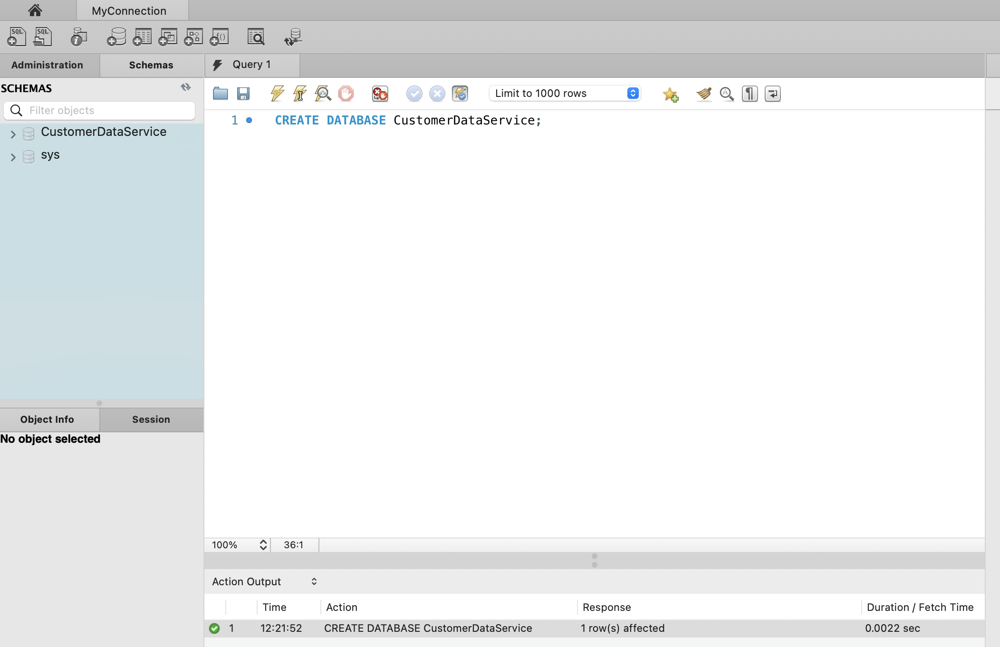 MyConnection
SQL SQL
Administration Schemas Query 1
SCHEMAS
Limit to 1000 rows
Filter objects
1 CREATE DATABASE CustomerDataService;
CustomerDataService
sys
Object Info Session
No object selected
100% 36:1
Action Output
Time Action Response Duration / Fetch Time
1 12:21:52 CREATE DATABASE CustomerDataService 1 row(s) affected 0.0022 sec